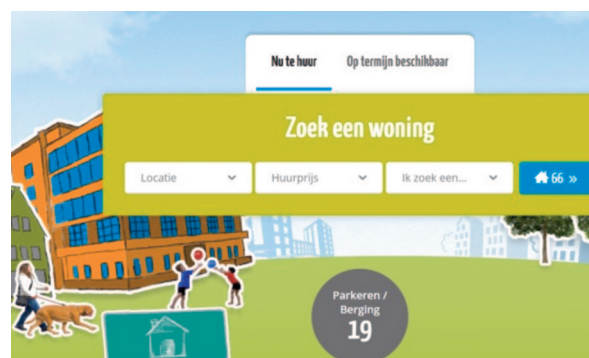 Nu te huur
Op termijn beschikbaar
Zoek een woning
Locatie
Huurprijs
Ik zoek een...
66 »
Parkeren /
Berging
19